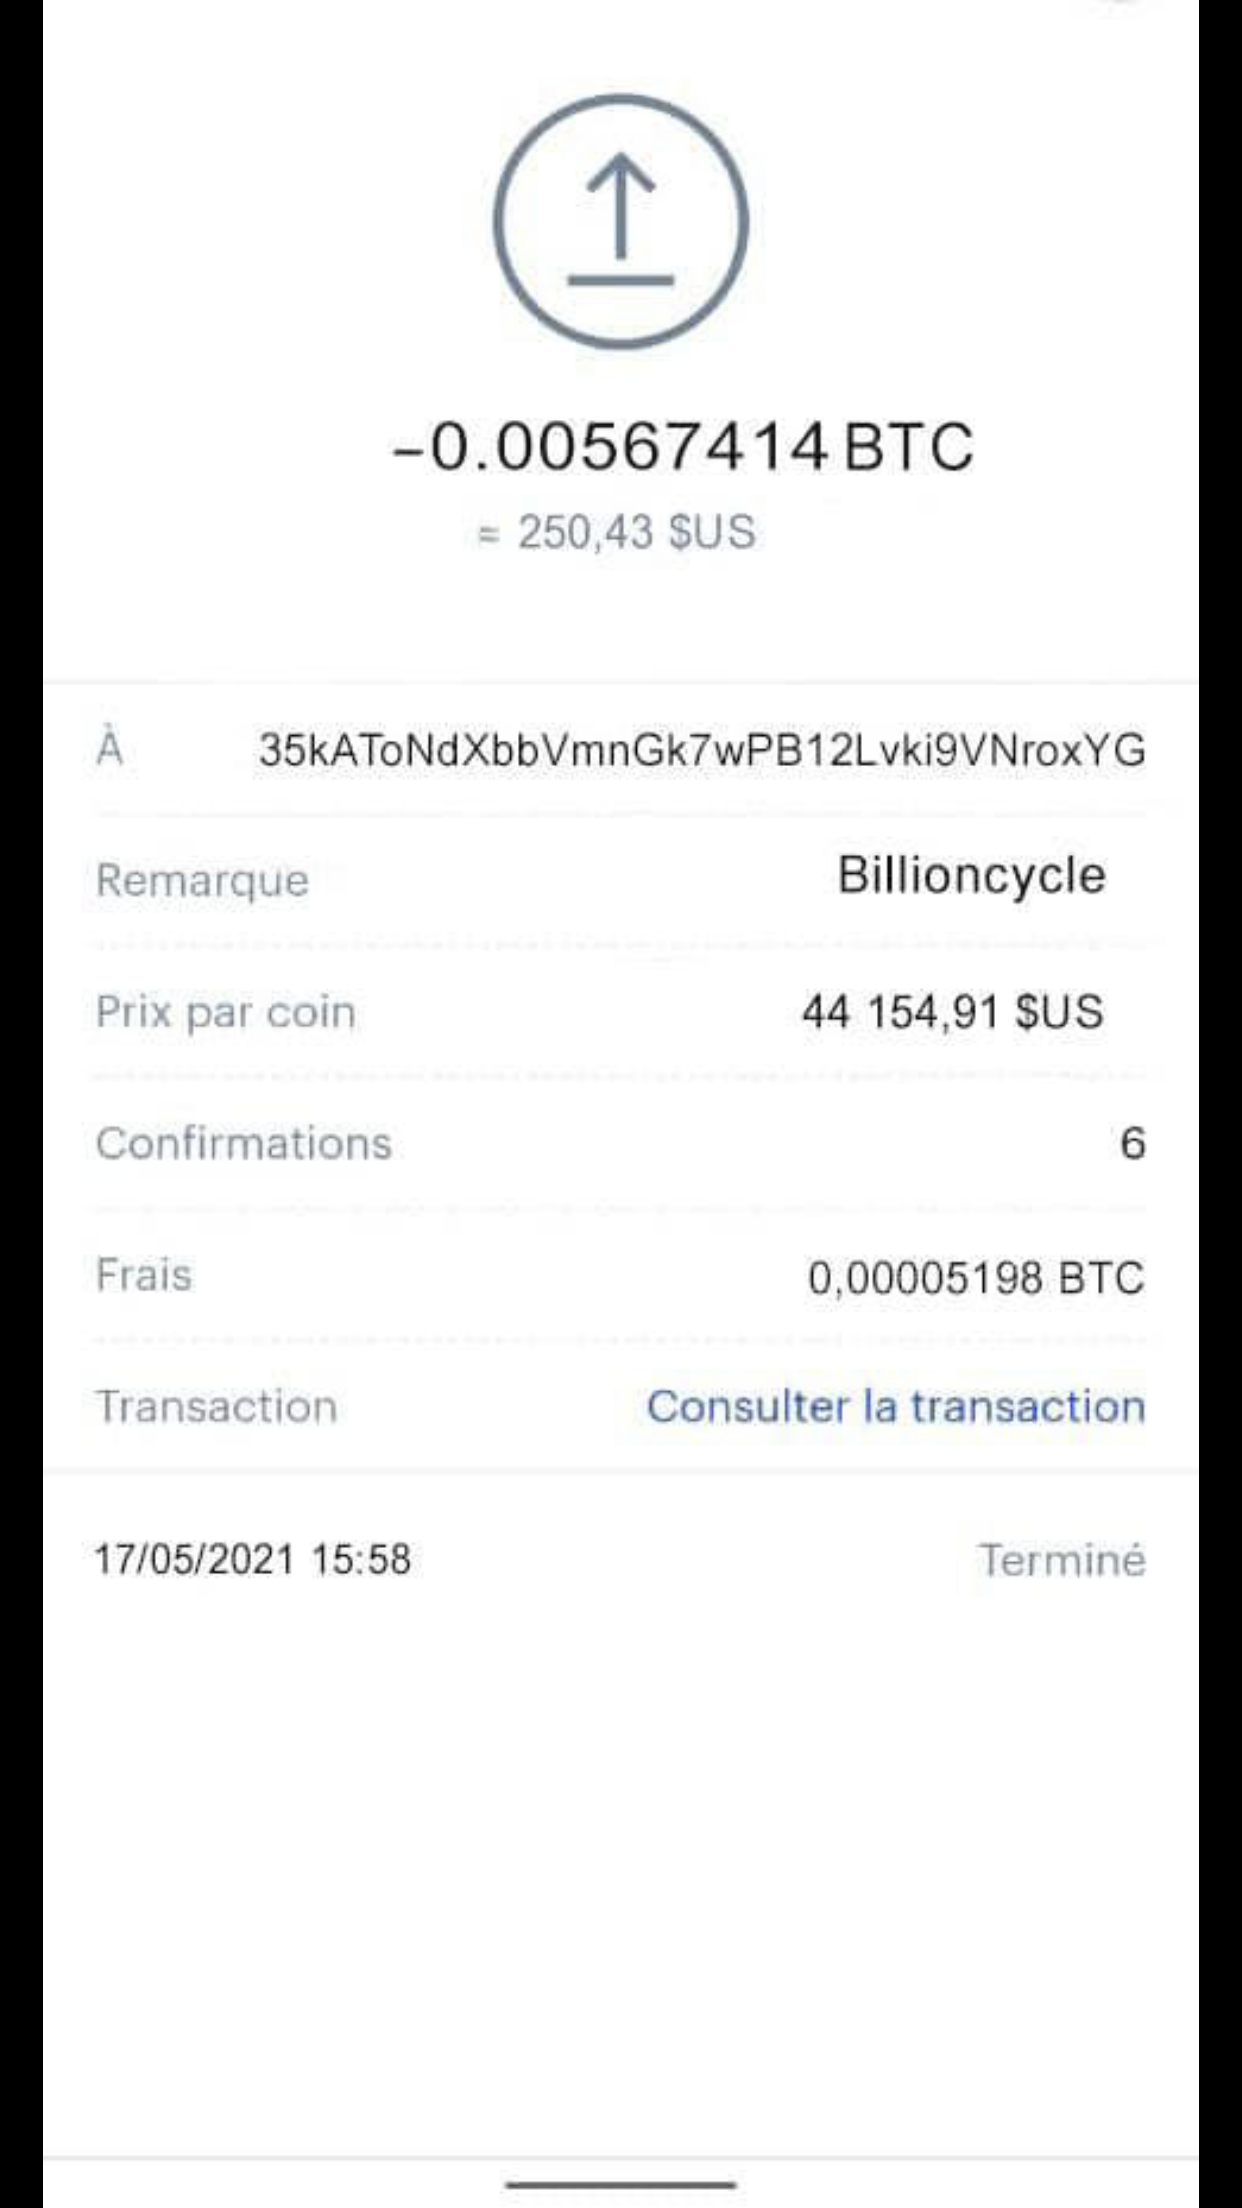 -0.00567414 BTC
≈ 250,43 $US
À 35kAToNdXbbVmnGk7wPB12Lvki9VNroxYG
Remarque Billioncycle
Prix par coin 44 154,91 $US
Confirmations 6
Frais 0,00005198 BTC
Transaction Consulter la transaction
17/05/2021 15:58 Terminé